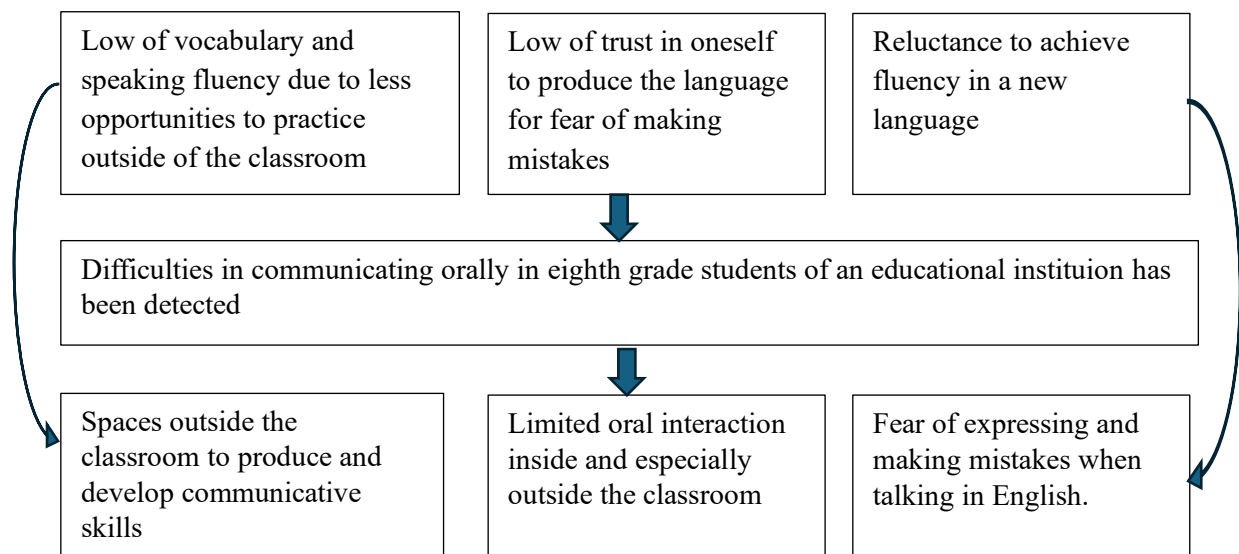 Low of vocabulary and
speaking fluency due to less
opportunities to practice
outside of the classroom
Low of trust in oneself
to produce the language
for fear of making
mistakes
Reluctance to achieve
fluency in a new
language
Difficulties in communicating orally in eighth grade students of an educational instituion has
been detected
Spaces outside the
classroom to produce and
develop communicative
skills
Limited oral interaction
inside and especially
outside the classroom
Fear of expressing and
making mistakes when
talking in English.